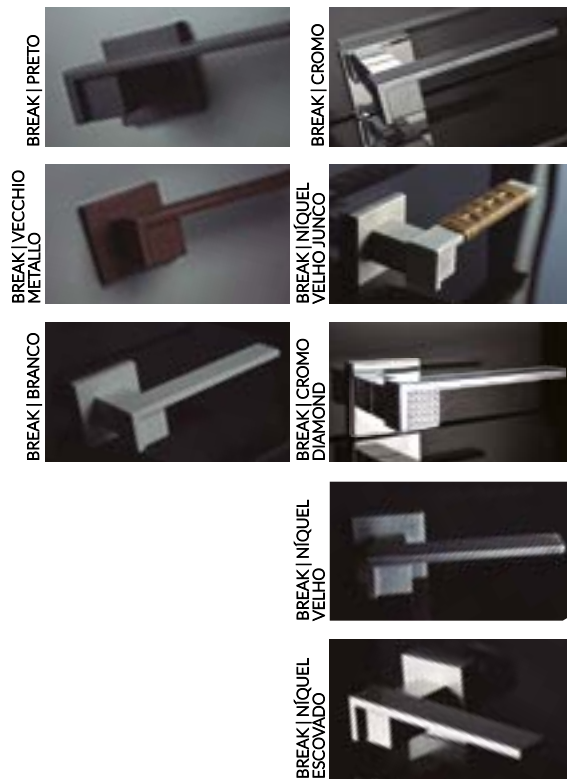 BREAK | PRETO
BREAK | CROMO
BREAK | VECCHIO
METALLO
BREAK | NÍQUEL
VELHO JUNCO
BREAK | BRANCO
BREAK | CROMO
DIAMOND
BREAK | NÍQUEL
VELHO
BREAK | NÍQUEL
ESCOVADO